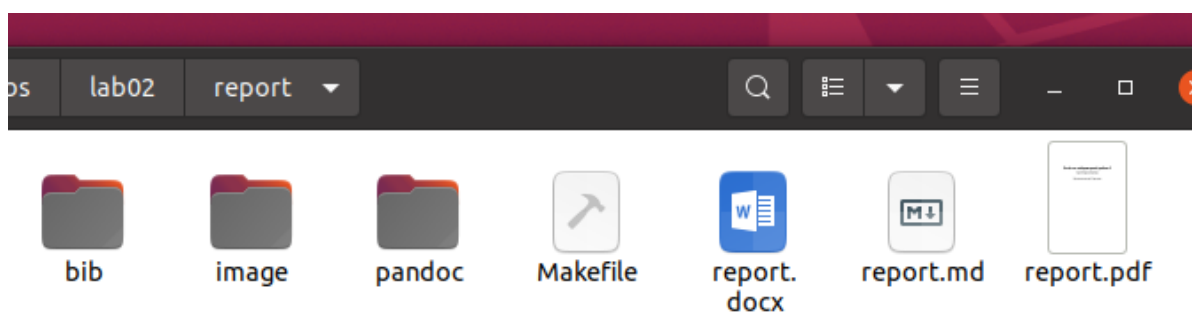 os
lab02
report
bib
image
pandoc
Makefile
report.
docx
report.md
report.pdf
W
M